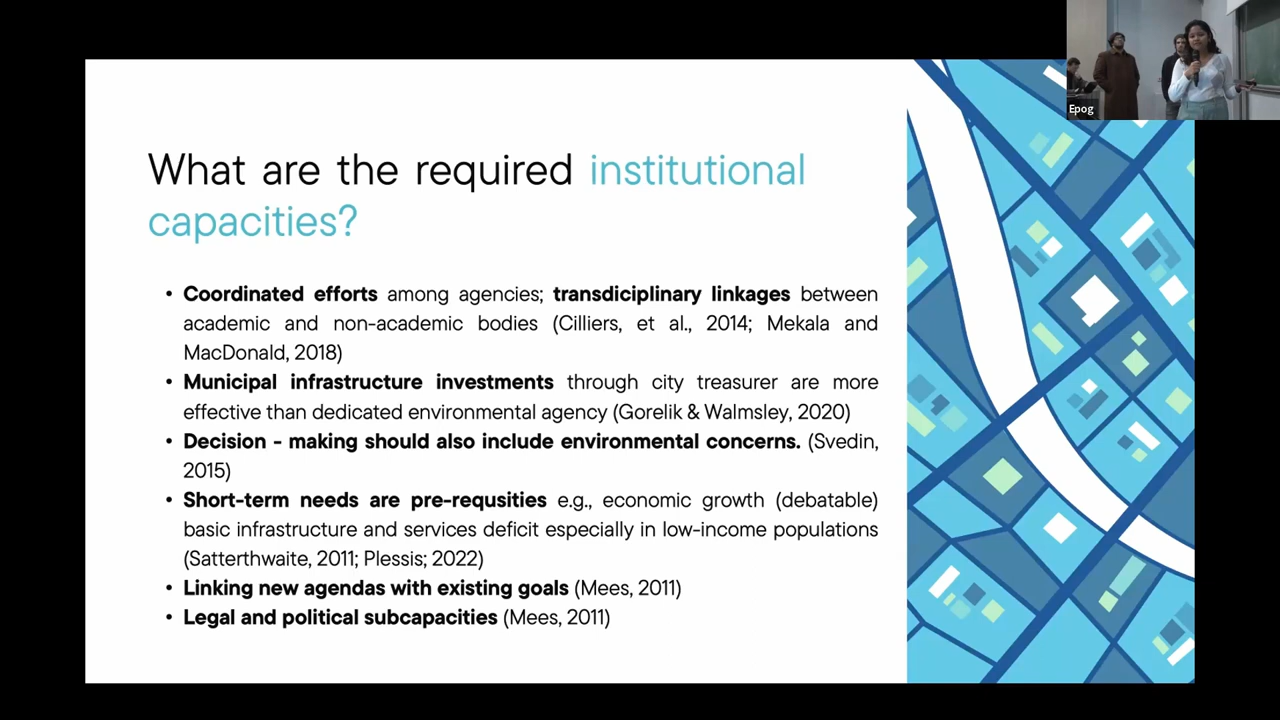 What are the required institutional
capacities?
• Coordinated efforts among agencies; transdiciplinary linkages between
academic and non-academic bodies (Cilliers, et al., 2014; Mekala and
MacDonald, 2018)
• Municipal infrastructure investments through city treasurer are more
effective than dedicated environmental agency (Gorelik & Walmsley, 2020)
• Decision - making should also include environmental concerns. (Svedin,
2015)
• Short-term needs are pre-requsities e.g., economic growth (debatable)
basic infrastructure and services deficit especially in low-income populations
(Satterthwaite, 2011; Plessis; 2022)
• Linking new agendas with existing goals (Mees, 2011)
• Legal and political subcapacities (Mees, 2011)
Epog